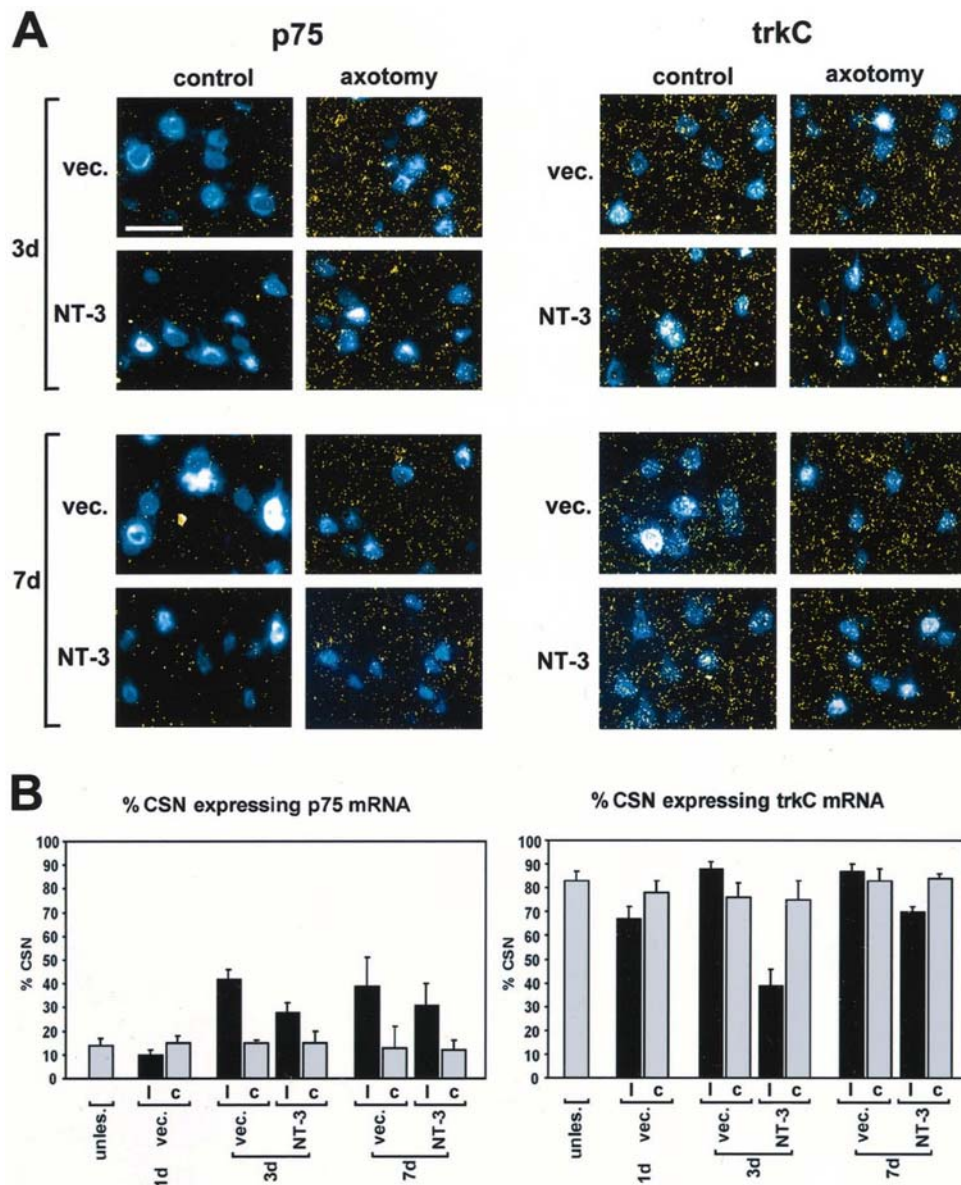 A
p75
trkC
control axotomy control axotomy
3d
vec.
vec.
NT-3
NT-3
7d
vec.
vec.
NT-3
NT-3
B
% CSN expressing p75 mRNA
% CSN
100
90
80
70
60
50
40
30
20
10
0
l c l c l c l c l c
unles. vec. vec. NT-3 vec. NT-3
1d 3d 7d
% CSN expressing trkC mRNA
% CSN
100
90
80
70
60
50
40
30
20
10
0
l c l c l c l c l c
unles. vec. vec. NT-3 vec. NT-3
1d 3d 7d